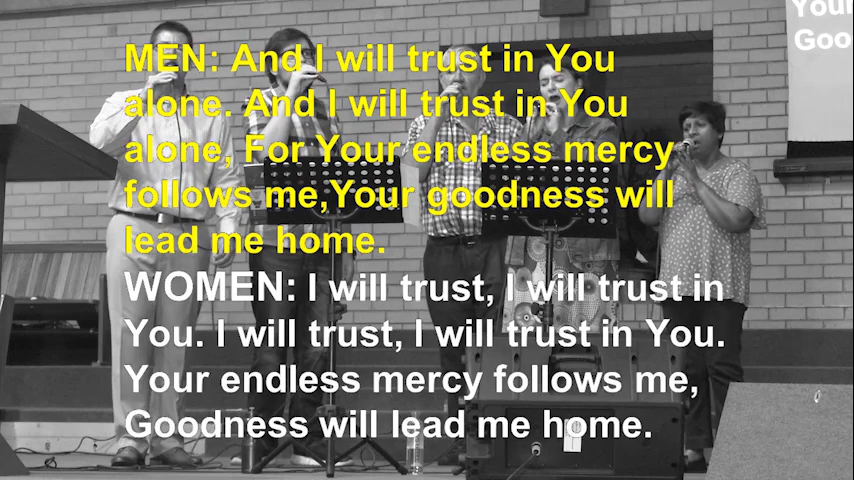 Your
Goo
MEN: And I will trust in You
alone. And I will trust in You
alone, For Your endless mercy
follows me,Your goodness will
lead me home.
WOMEN: I will trust, I will trust in
You. I will trust, I will trust in You.
Your endless mercy follows me,
Goodness will lead me home.